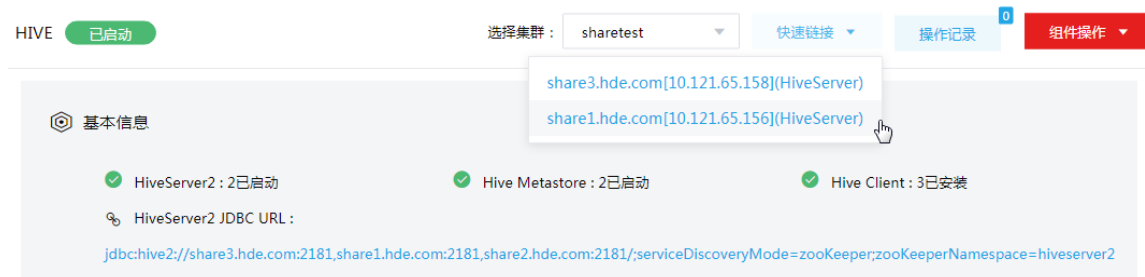 HIVE 已启动 选择集群： sharetest 快速链接 操作记录 0 组件操作
share3.hde.com[10.121.65.158](HiveServer)
share1.hde.com[10.121.65.156](HiveServer)
基本信息
HiveServer2 : 2已启动 Hive Metastore : 2已启动 Hive Client : 3已安装
HiveServer2 JDBC URL :
jdbc:hive2://share3.hde.com:2181,share1.hde.com:2181,share2.hde.com:2181/;serviceDiscoveryMode=zooKeeper;zooKeeperNamespace=hiveserver2